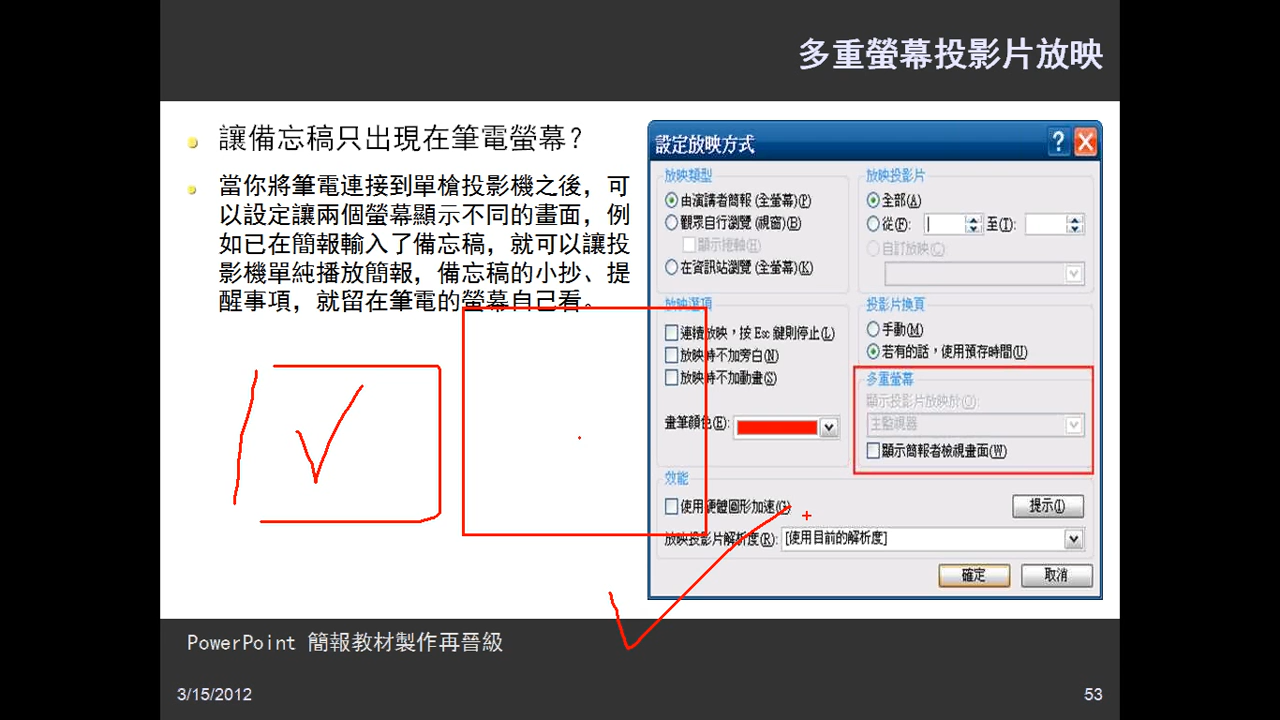 多重螢幕投影片放映
讓備忘稿只出現在筆電螢幕？
當你將筆電連接到單槍投影機之後，可
以設定讓兩個螢幕顯示不同的畫面，例
如已在簡報輸入了備忘稿，就可以讓投
影機單純播放簡報，備忘稿的小抄、提
醒事項，就留在筆電的螢幕自己看。
設定放映方式
放映類型
由演講者簡報 (全螢幕)(P)
觀眾自行瀏覽 (視窗)(B)
顯示捲軸(H)
在資訊站瀏覽 (全螢幕)(K)
放映投影片
全部(A)
從(F):
至(T):
自訂放映(C):
放映選項
連續放映，按 Esc 鍵則停止(L)
放映時不加旁白(N)
放映時不加動畫(S)
畫筆顏色(E):
投影片換頁
手動(M)
若有的話，使用預存時間(U)
多重螢幕
顯示投影片放映於(O):
主監視器
顯示簡報者檢視畫面(W)
效能
使用硬體圖形加速(G)
提示(I)
放映投影片解析度(R):
[使用目前的解析度]
確定
取消
PowerPoint 簡報教材製作再晉級
3/15/2012
53